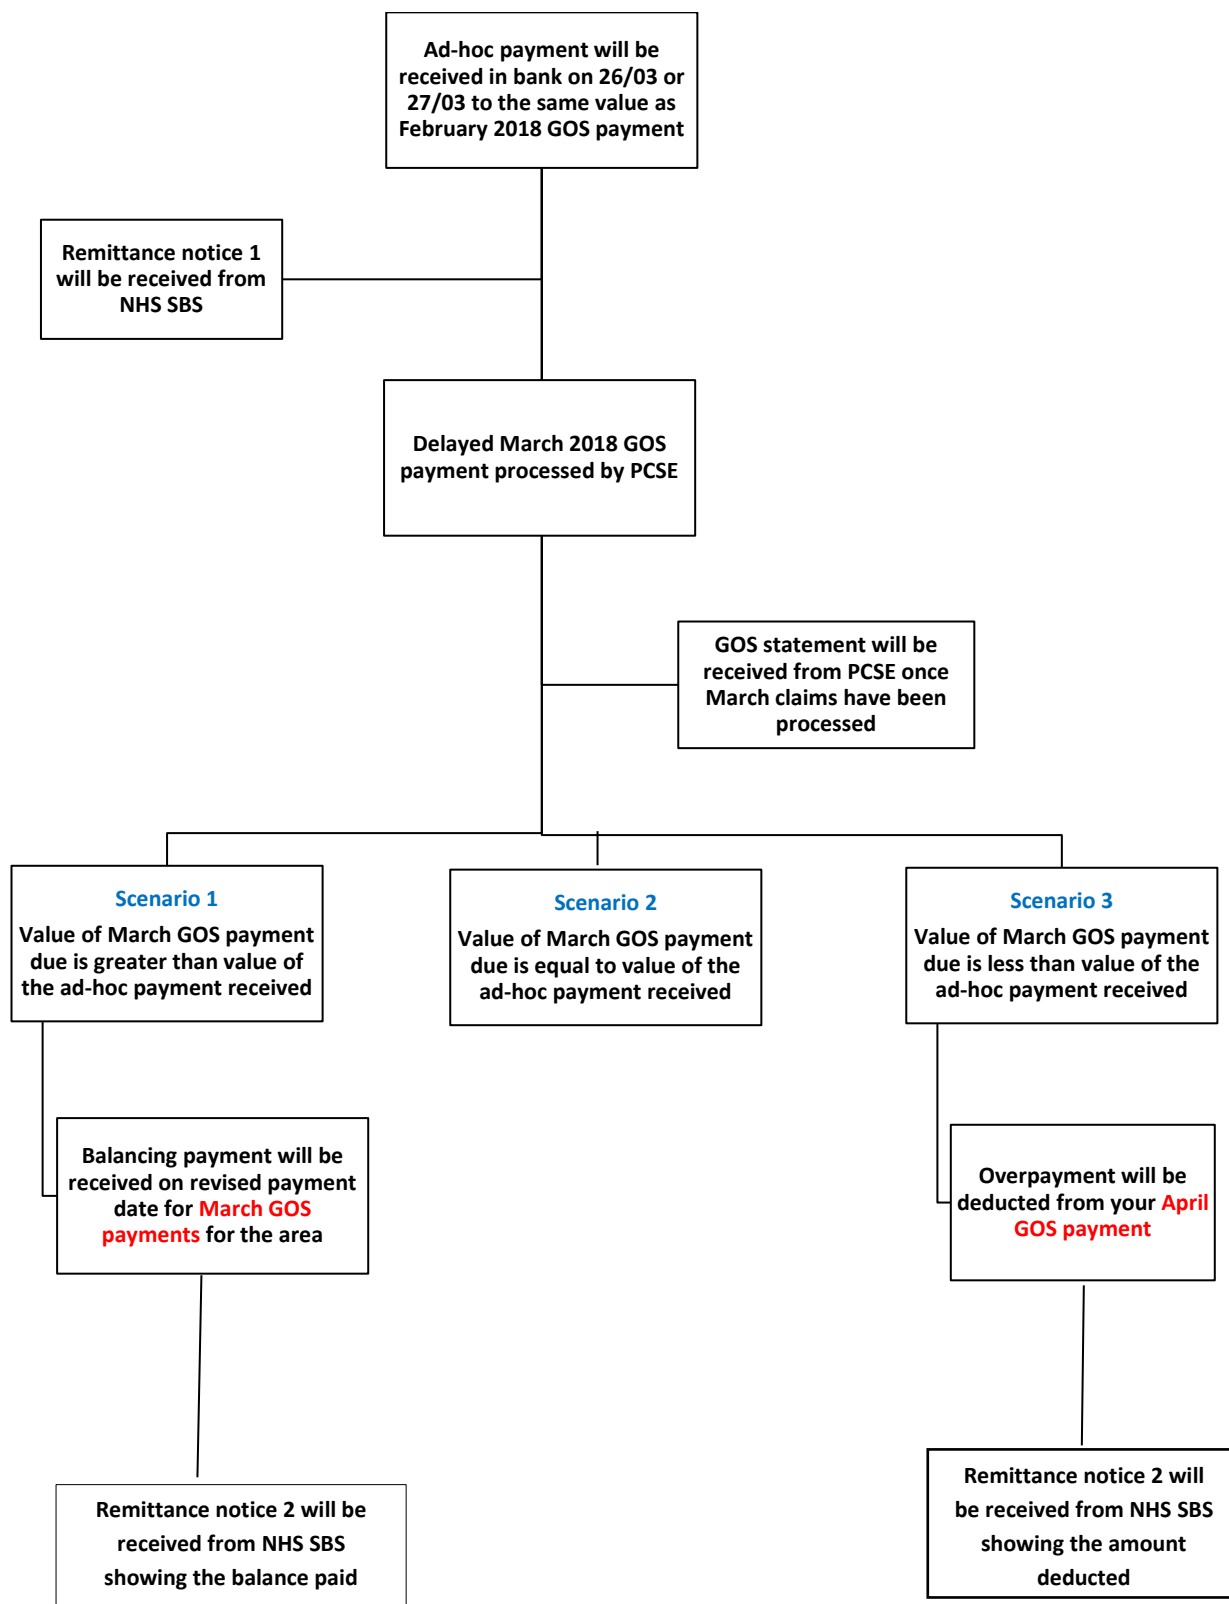 Ad-hoc payment will be
received in bank on 26/03 or
27/03 to the same value as
February 2018 GOS payment
Remittance notice 1
will be received from
NHS SBS
Delayed March 2018 GOS
payment processed by PCSE
GOS statement will be
received from PCSE once
March claims have been
processed
Scenario 1
Value of March GOS payment
due is greater than value of
the ad-hoc payment received
Scenario 2
Value of March GOS payment
due is equal to value of the
ad-hoc payment received
Scenario 3
Value of March GOS payment
due is less than value of the
ad-hoc payment received
Balancing payment will be
received on revised payment
date for March GOS
payments for the area
Overpayment will be
deducted from your April
GOS payment
Remittance notice 2 will be
received from NHS SBS
showing the balance paid
Remittance notice 2 will
be received from NHS SBS
showing the amount
deducted